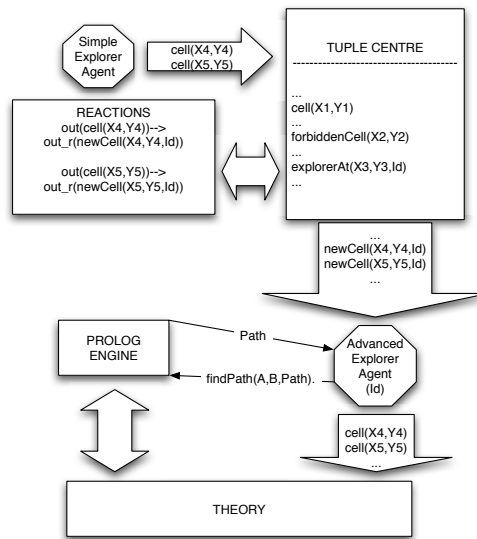 Simple
Explorer
Agent
cell(X4,Y4)
cell(X5,Y5)
TUPLE CENTRE
----------------------------------------
...
cell(X1,Y1)
...
forbiddenCell(X2,Y2)
...
explorerAt(X3,Y3,Id)
...
REACTIONS
out(cell(X4,Y4))-->
out_r(newCell(X4,Y4,Id))
out(cell(X5,Y5))-->
out_r(newCell(X5,Y5,Id))
...
newCell(X4,Y4,Id)
newCell(X5,Y5,Id)
...
PROLOG
ENGINE
Path
findPath(A,B,Path).
Advanced
Explorer
Agent
(Id)
cell(X4,Y4)
cell(X5,Y5)
...
THEORY